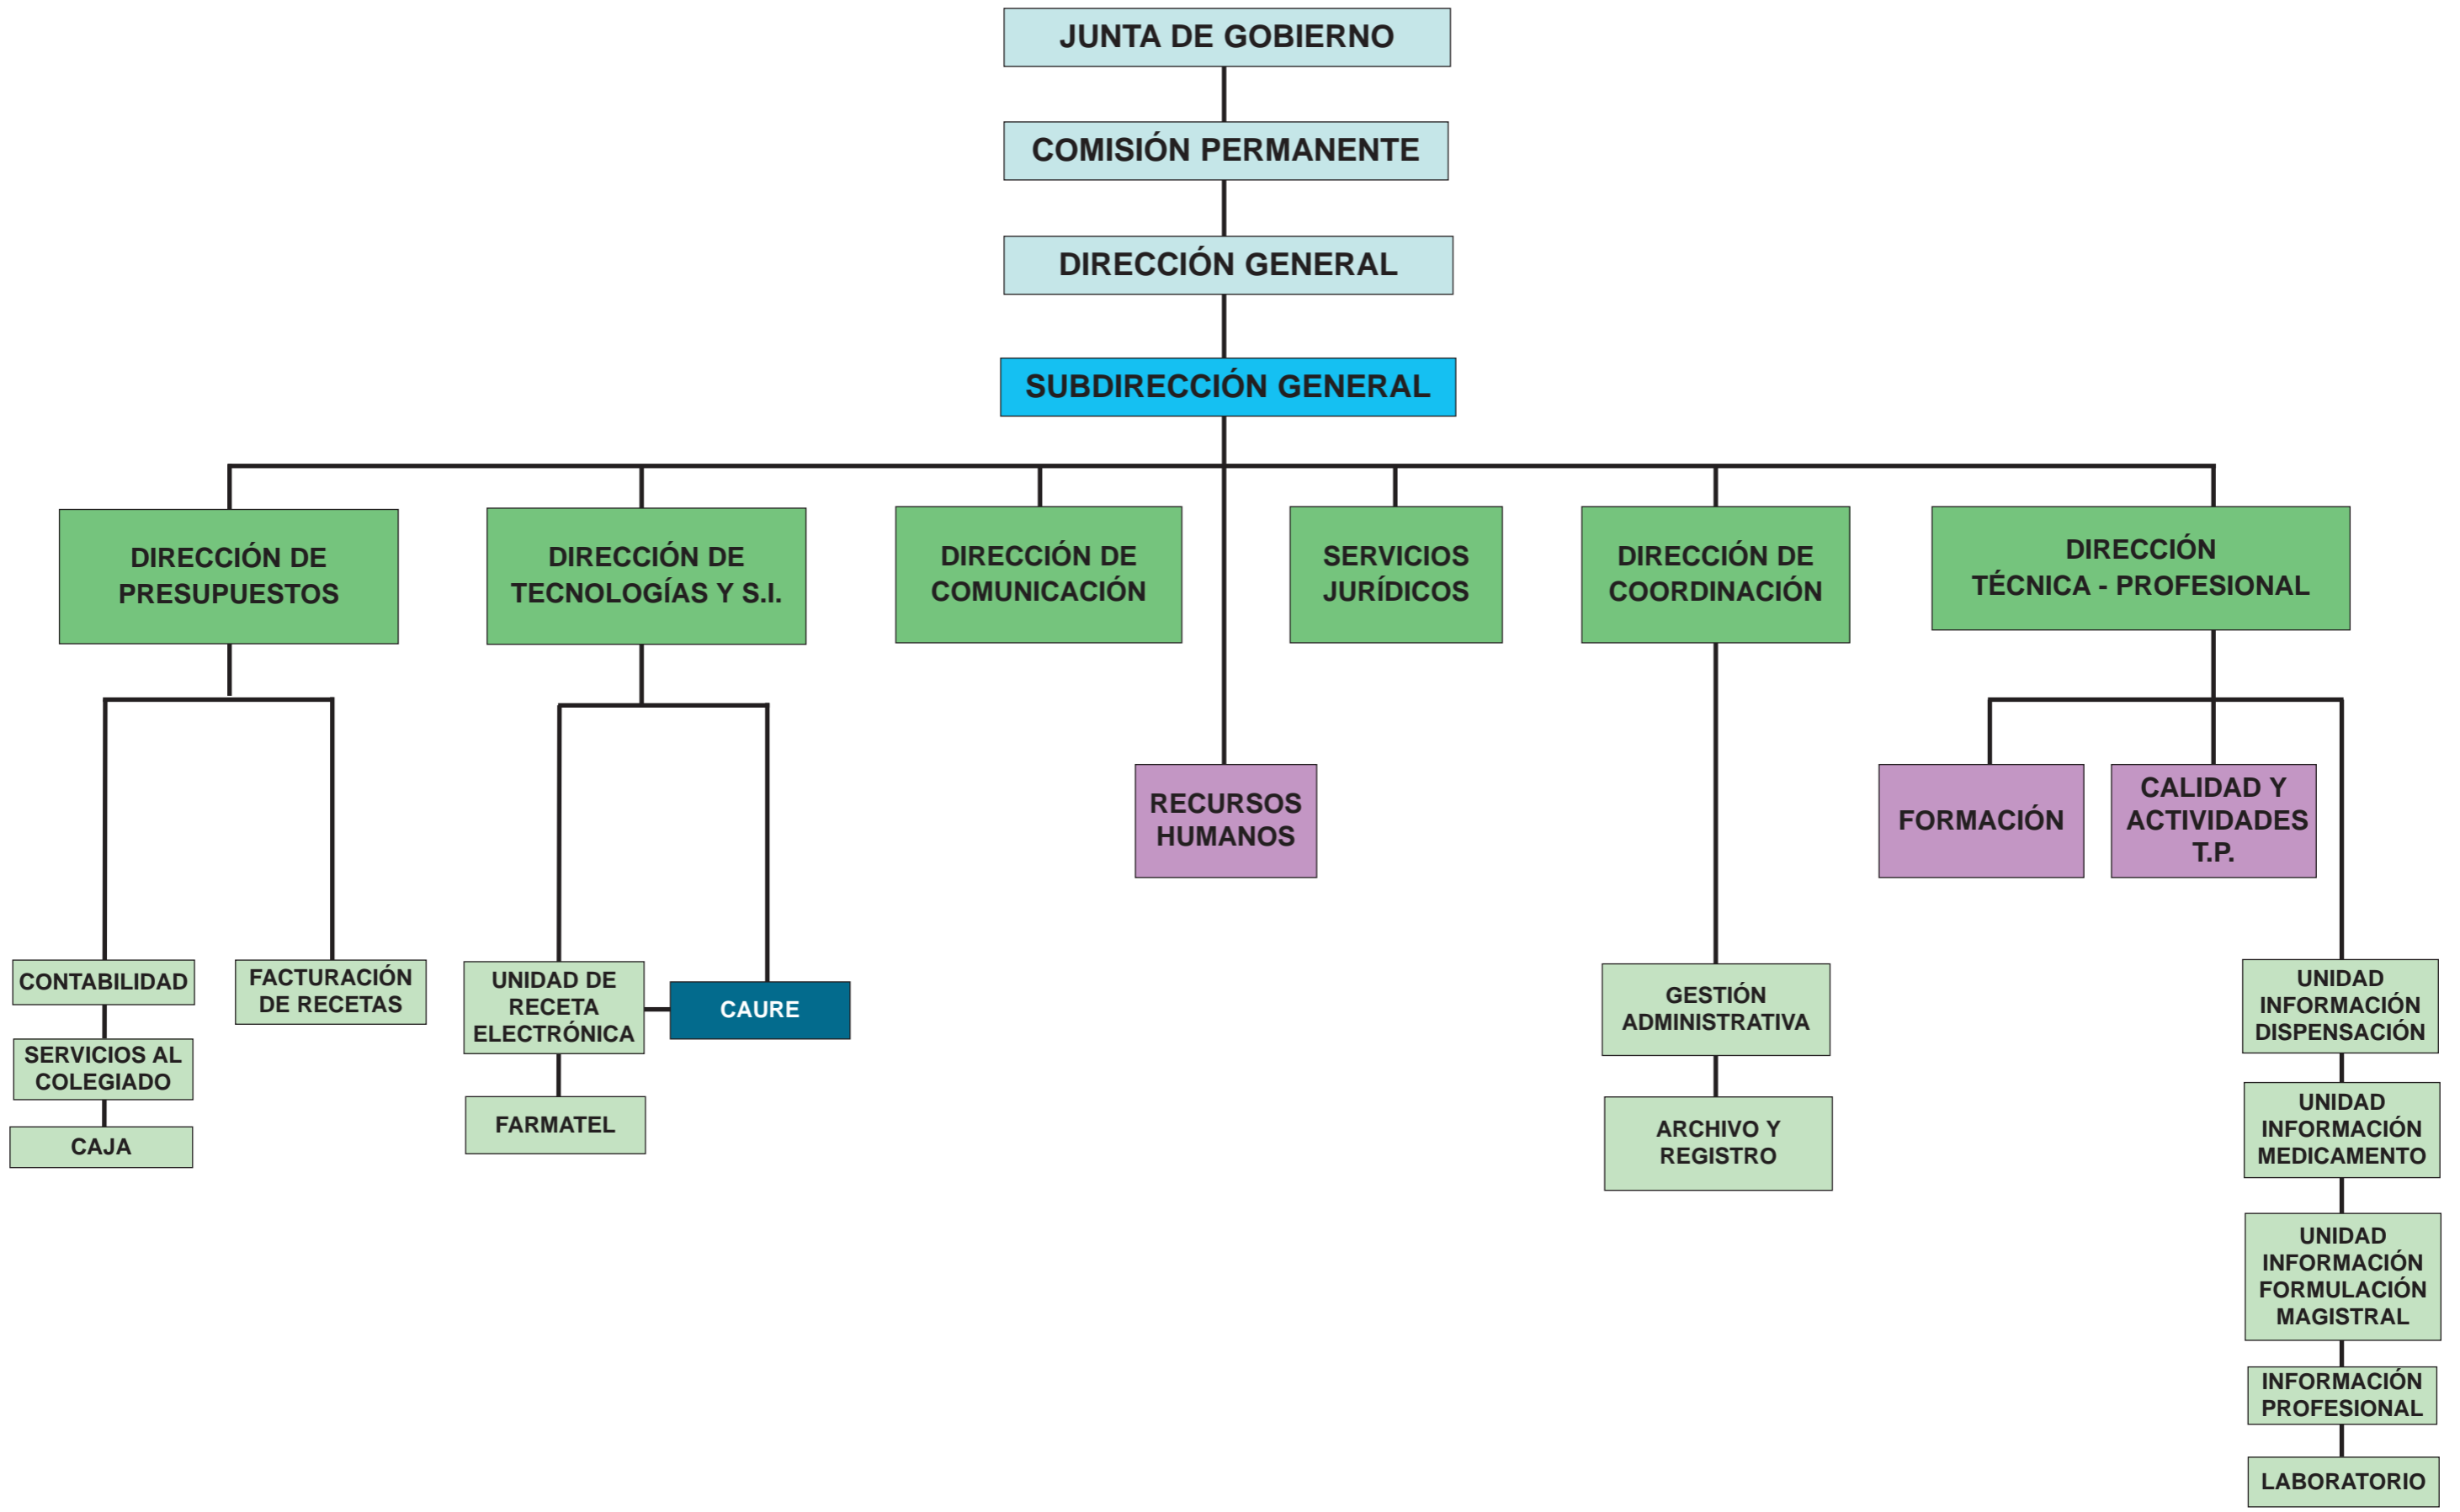 JUNTA DE GOBIERNO
COMISIÓN PERMANENTE
DIRECCIÓN GENERAL
SUBDIRECCIÓN GENERAL
DIRECCIÓN DE
PRESUPUESTOS
DIRECCIÓN DE
TECNOLOGÍAS Y S.I.
DIRECCIÓN DE
COMUNICACIÓN
SERVICIOS
JURÍDICOS
DIRECCIÓN DE
COORDINACIÓN
DIRECCIÓN
TÉCNICA - PROFESIONAL
RECURSOS
HUMANOS
FORMACIÓN
CALIDAD Y
ACTIVIDADES
T.P.
CONTABILIDAD
SERVICIOS AL
COLEGIADO
CAJA
FACTURACIÓN
DE RECETAS
UNIDAD DE
RECETA
ELECTRÓNICA
CAURE
FARMATEL
GESTIÓN
ADMINISTRATIVA
ARCHIVO Y
REGISTRO
UNIDAD
INFORMACIÓN
DISPENSACIÓN
UNIDAD
INFORMACIÓN
MEDICAMENTO
UNIDAD
INFORMACIÓN
FORMULACIÓN
MAGISTRAL
INFORMACIÓN
PROFESIONAL
LABORATORIO